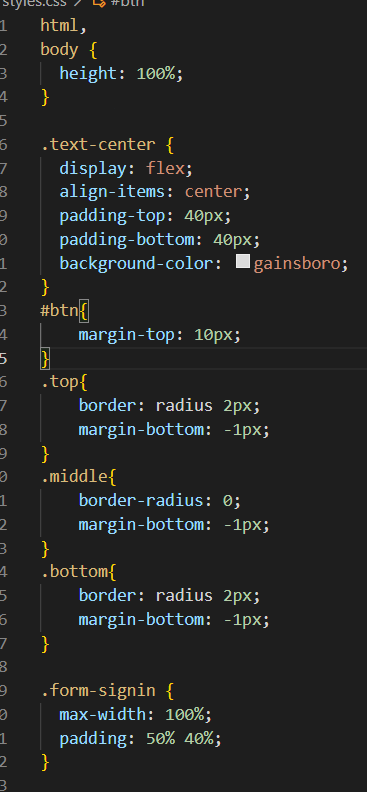 styles.css > #btn
1 html,
2 body {
3 height: 100%;
4 }
5
6 .text-center {
7 display: flex;
8 align-items: center;
9 padding-top: 40px;
0 padding-bottom: 40px;
1 background-color: gainsboro;
2 }
3 #btn{
4 margin-top: 10px;
5 }
6 .top{
7 border: radius 2px;
8 margin-bottom: -1px;
9 }
0 .middle{
1 border-radius: 0;
2 margin-bottom: -1px;
3 }
4 .bottom{
5 border: radius 2px;
6 margin-bottom: -1px;
7 }
8
9 .form-signin {
0 max-width: 100%;
1 padding: 50% 40%;
2 }
3